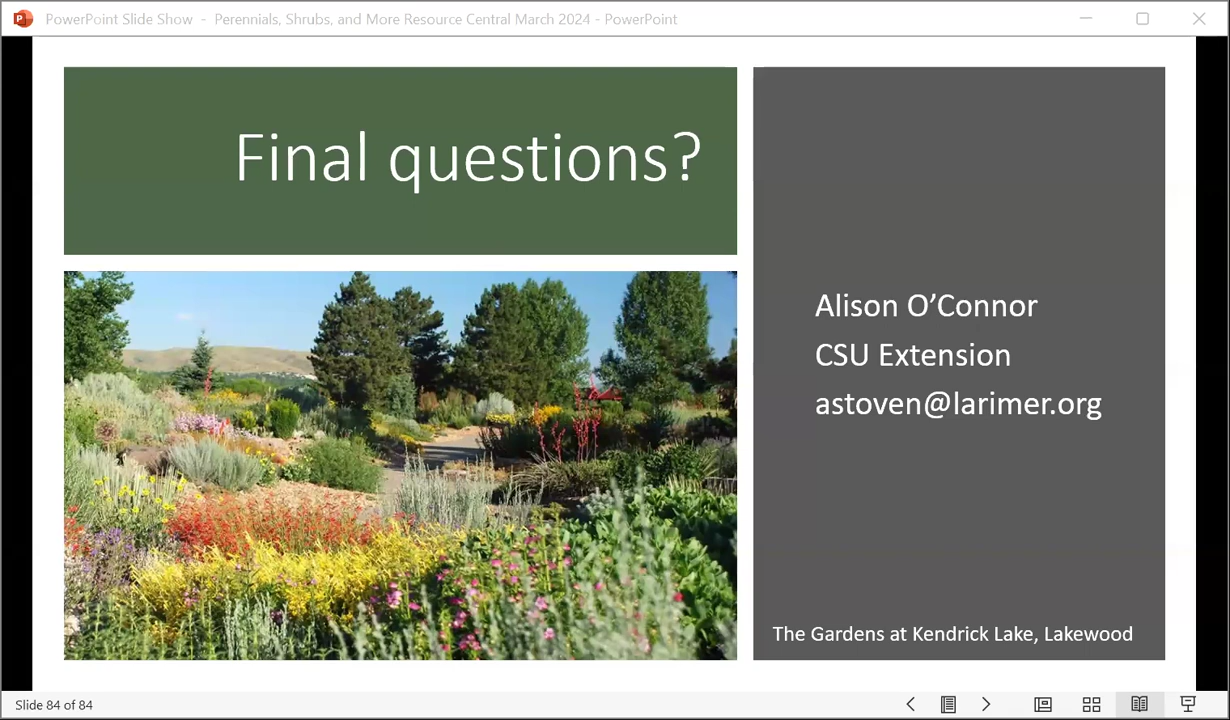 PowerPoint Slide Show - Perennials, Shrubs, and More Resource Central March 2024 - PowerPoint
Final questions?
Alison O’Connor
CSU Extension
astoven@larimer.org
The Gardens at Kendrick Lake, Lakewood
Slide 84 of 84